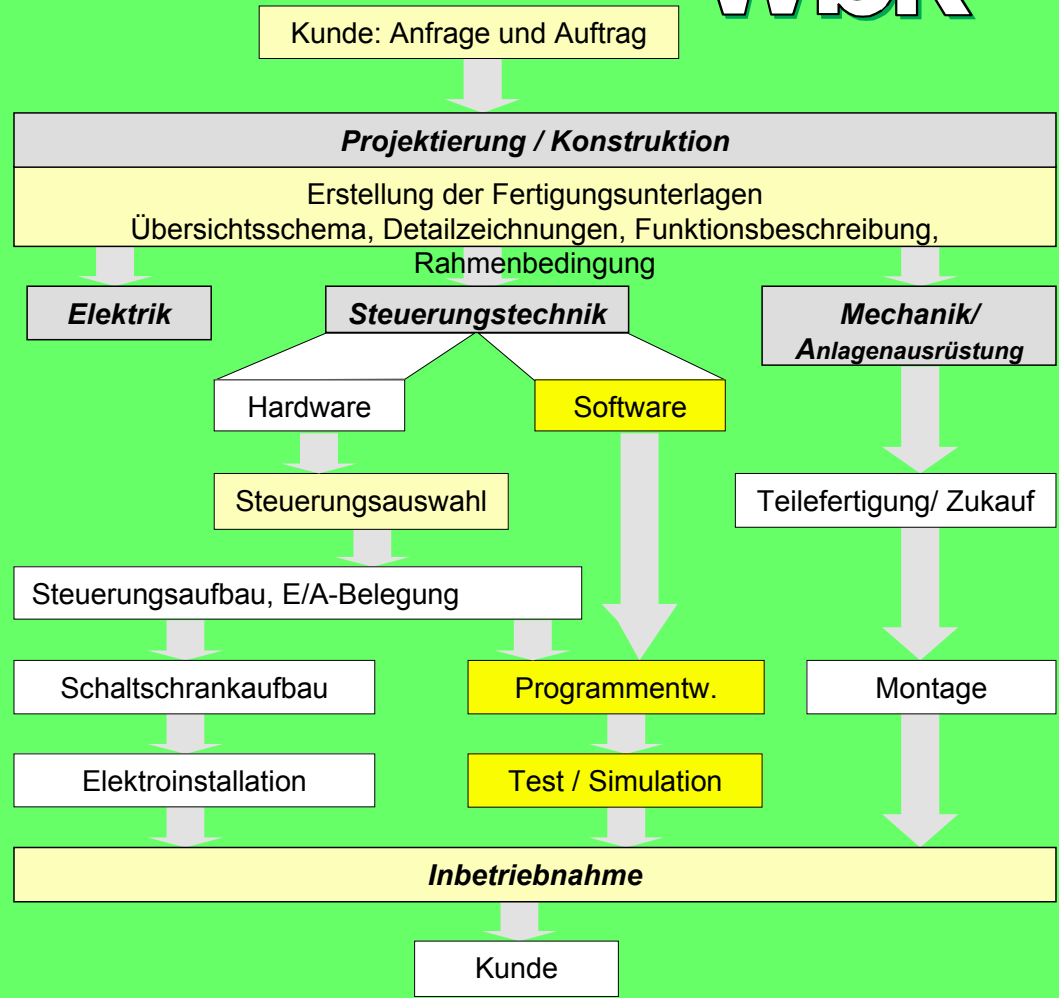 Kunde: Anfrage und Auftrag
Projektierung / Konstruktion
Erstellung der Fertigungsunterlagen
Übersichtsschema, Detailzeichnungen, Funktionsbeschreibung,
Rahmenbedingung
Elektrik
Steuerungstechnik
Mechanik/
Anlagenausrüstung
Hardware
Software
Steuerungsauswahl
Teilefertigung/ Zukauf
Steuerungsaufbau, E/A-Belegung
Schaltschrankaufbau
Programmentw.
Montage
Elektroinstallation
Test / Simulation
Inbetriebnahme
Kunde